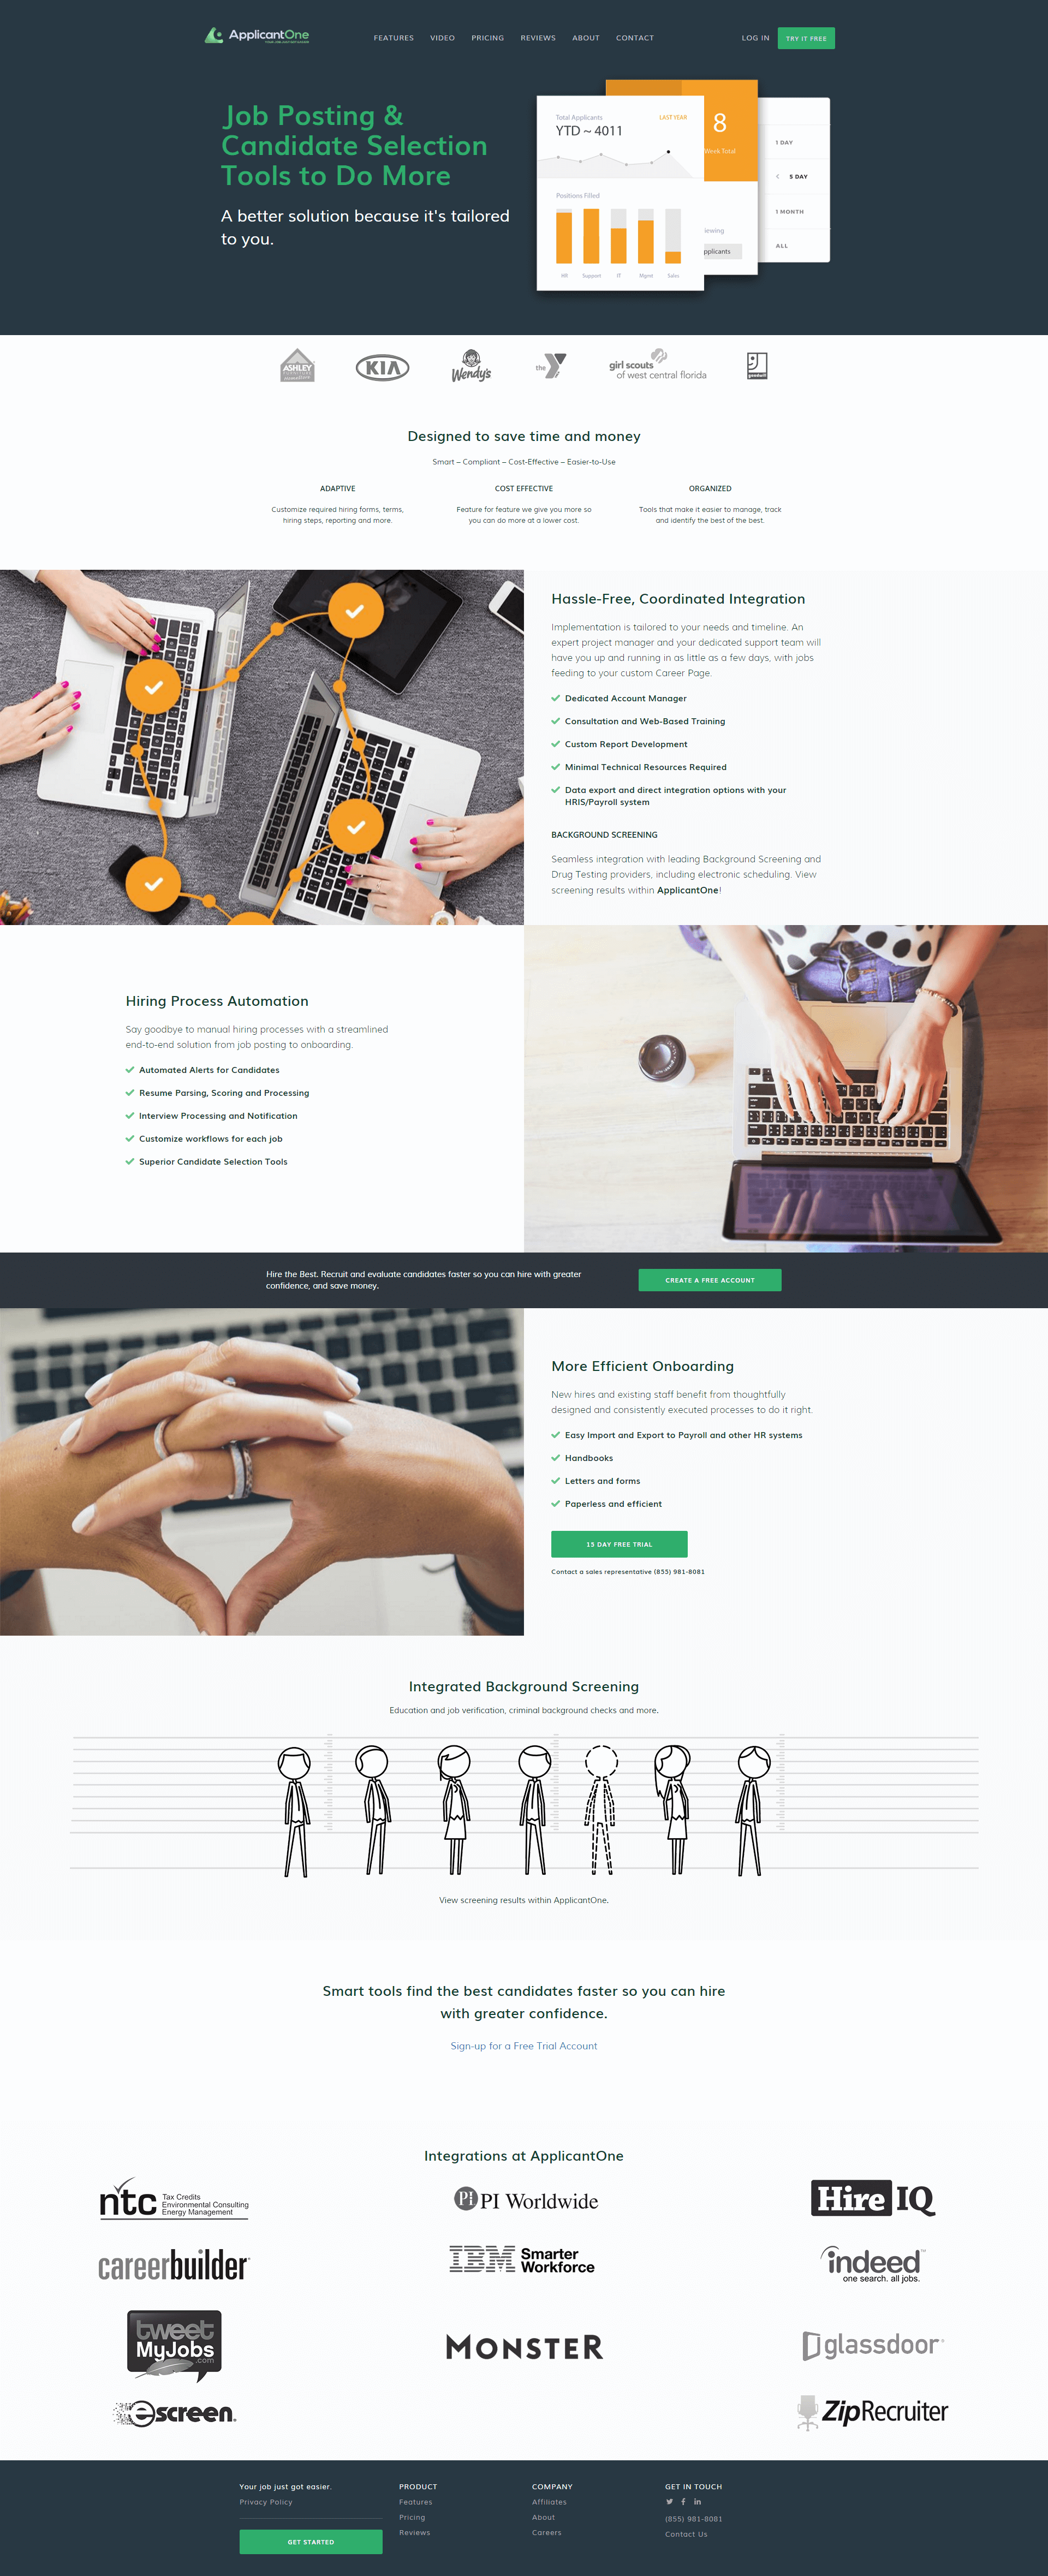 ApplicantOne
FEATURES VIDEO PRICING REVIEWS ABOUT CONTACT LOG IN TRY IT FREE
Job Posting &
Candidate Selection
Tools to Do More
A better solution because it's tailored
to you.
Total Applicants LAST YEAR
YTD ~ 4011
8
Week Total
Positions Filled
HR Support IT Mgmt Sales
iewing
pplicants
1 DAY
< 5 DAY
1 MONTH
ALL
ASHLEY
KIA
Wendy's
the Y
girl scouts
of west central florida
goodwill
Designed to save time and money
Smart – Compliant – Cost-Effective – Easier-to-Use
ADAPTIVE
Customize required hiring forms, terms,
hiring steps, reporting and more.
COST EFFECTIVE
Feature for feature we give you more so
you can do more at a lower cost.
ORGANIZED
Tools that make it easier to manage, track
and identify the best of the best.
Hassle-Free, Coordinated Integration
Implementation is tailored to your needs and timeline. An
expert project manager and your dedicated support team will
have you up and running in as little as a few days, with jobs
feeding to your custom Career Page.
Dedicated Account Manager
Consultation and Web-Based Training
Custom Report Development
Minimal Technical Resources Required
Data export and direct integration options with your
HRIS/Payroll system
BACKGROUND SCREENING
Seamless integration with leading Background Screening and
Drug Testing providers, including electronic scheduling. View
screening results within ApplicantOne!
Hiring Process Automation
Say goodbye to manual hiring processes with a streamlined
end-to-end solution from job posting to onboarding.
Automated Alerts for Candidates
Resume Parsing, Scoring and Processing
Interview Processing and Notification
Customize workflows for each job
Superior Candidate Selection Tools
Hire the Best. Recruit and evaluate candidates faster so you can hire with greater
confidence, and save money.
CREATE A FREE ACCOUNT
More Efficient Onboarding
New hires and existing staff benefit from thoughtfully
designed and consistently executed processes to do it right.
Easy Import and Export to Payroll and other HR systems
Handbooks
Letters and forms
Paperless and efficient
15 DAY FREE TRIAL
Contact a sales representative (855) 981-8081
Integrated Background Screening
Education and job verification, criminal background checks and more.
View screening results within ApplicantOne.
Smart tools find the best candidates faster so you can hire
with greater confidence.
Sign-up for a Free Trial Account
Integrations at ApplicantOne
ntc Tax Credits
Environmental Consulting
Energy Management
PI PI Worldwide
Hire IQ
careerbuilder
IBM Smarter
Workforce
indeed
one search. all jobs.
tweet
MyJobs
.com
MONSTER
glassdoor
escreen
ZipRecruiter
Your job just got easier.
Privacy Policy
GET STARTED
PRODUCT
Features
Pricing
Reviews
COMPANY
Affiliates
About
Careers
GET IN TOUCH
(855) 981-8081
Contact Us